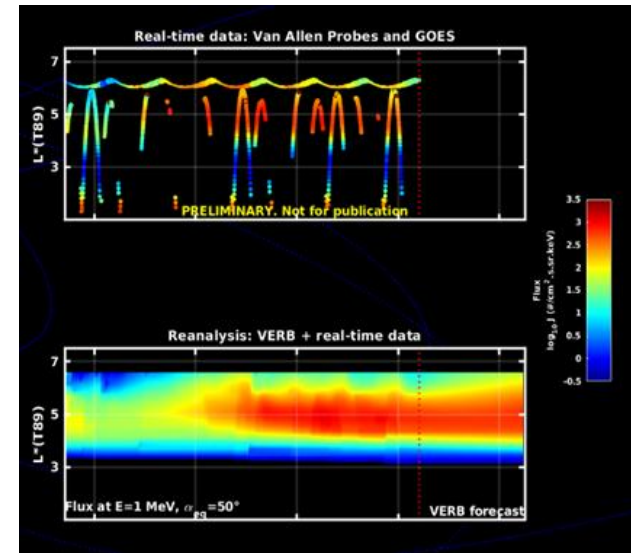 Real-time data: Van Allen Probes and GOES
7
5
3
L*(T89)
PRELIMINARY. Not for publication
3.5
3
2.5
2
1.5
1
0.5
0
-0.5
Flux
log₁₀J (#/cm².s.sr.keV)
Reanalysis: VERB + real-time data
7
5
3
L*(T89)
Flux at E=1 MeV, αeq=50°
VERB forecast